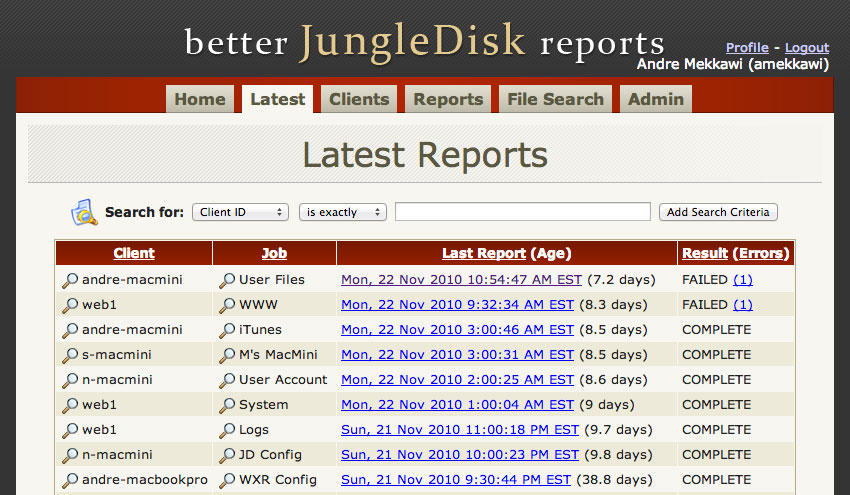 better JungleDisk reports
Profile - Logout
Andre Mekkawi (amekkawi)
Home Latest Clients Reports File Search Admin
Latest Reports
Search for: Client ID is exactly Add Search Criteria
Client Job Last Report (Age) Result (Errors)
andre-macmini User Files Mon, 22 Nov 2010 10:54:47 AM EST (7.2 days) FAILED (1)
web1 WWW Mon, 22 Nov 2010 9:32:34 AM EST (8.3 days) FAILED (1)
andre-macmini iTunes Mon, 22 Nov 2010 3:00:46 AM EST (8.5 days) COMPLETE
s-macmini M's MacMini Mon, 22 Nov 2010 3:00:31 AM EST (8.5 days) COMPLETE
n-macmini User Account Mon, 22 Nov 2010 2:00:25 AM EST (8.6 days) COMPLETE
web1 System Mon, 22 Nov 2010 1:00:04 AM EST (9 days) COMPLETE
web1 Logs Sun, 21 Nov 2010 11:00:18 PM EST (9.7 days) COMPLETE
n-macmini JD Config Sun, 21 Nov 2010 10:00:23 PM EST (9.8 days) COMPLETE
andre-macbookpro WXR Config Sun, 21 Nov 2010 9:30:44 PM EST (38.8 days) COMPLETE